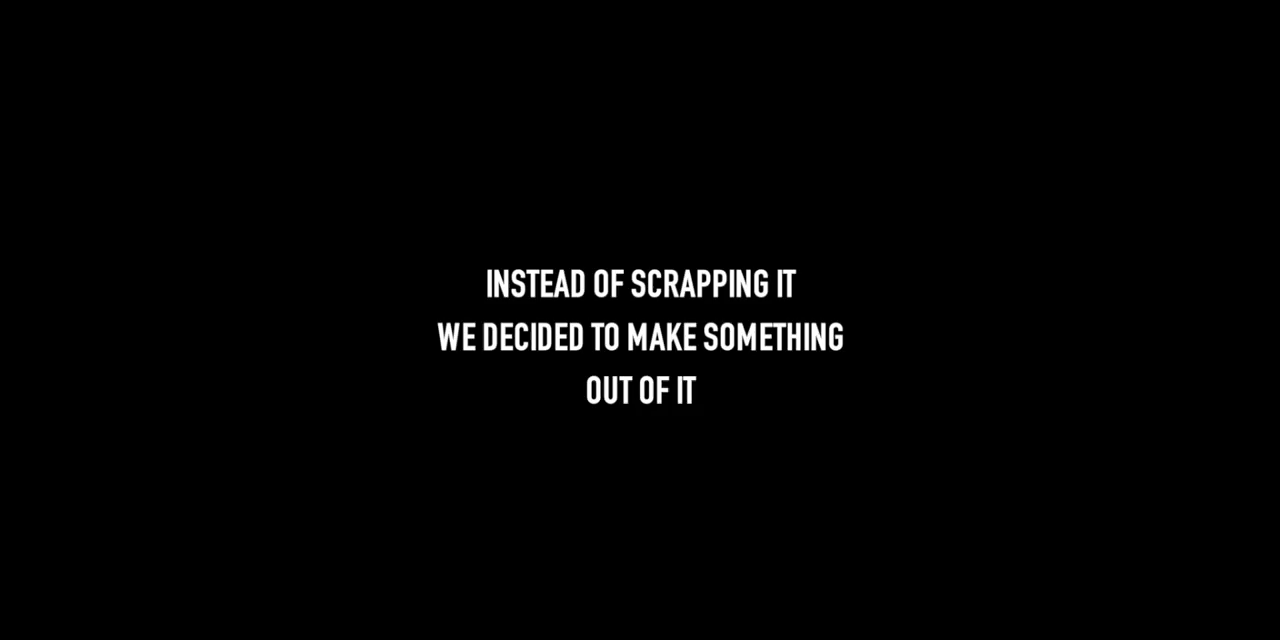 INSTEAD OF SCRAPPING IT
WE DECIDED TO MAKE SOMETHING
OUT OF IT